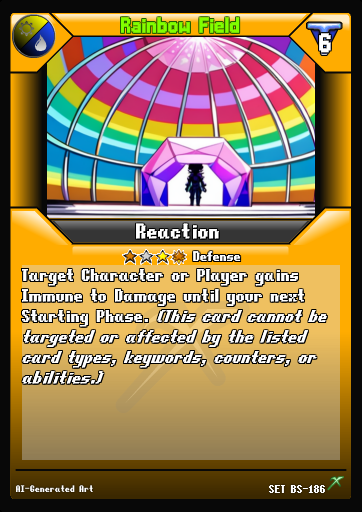 Rainbow Field
6
Reaction
Defense
Target Character or Player gains
Immune to Damage until your next
Starting Phase. (This card cannot be
targeted or affected by the listed
card types, keywords, counters, or
abilities.)
AI-Generated Art
SET BS-186